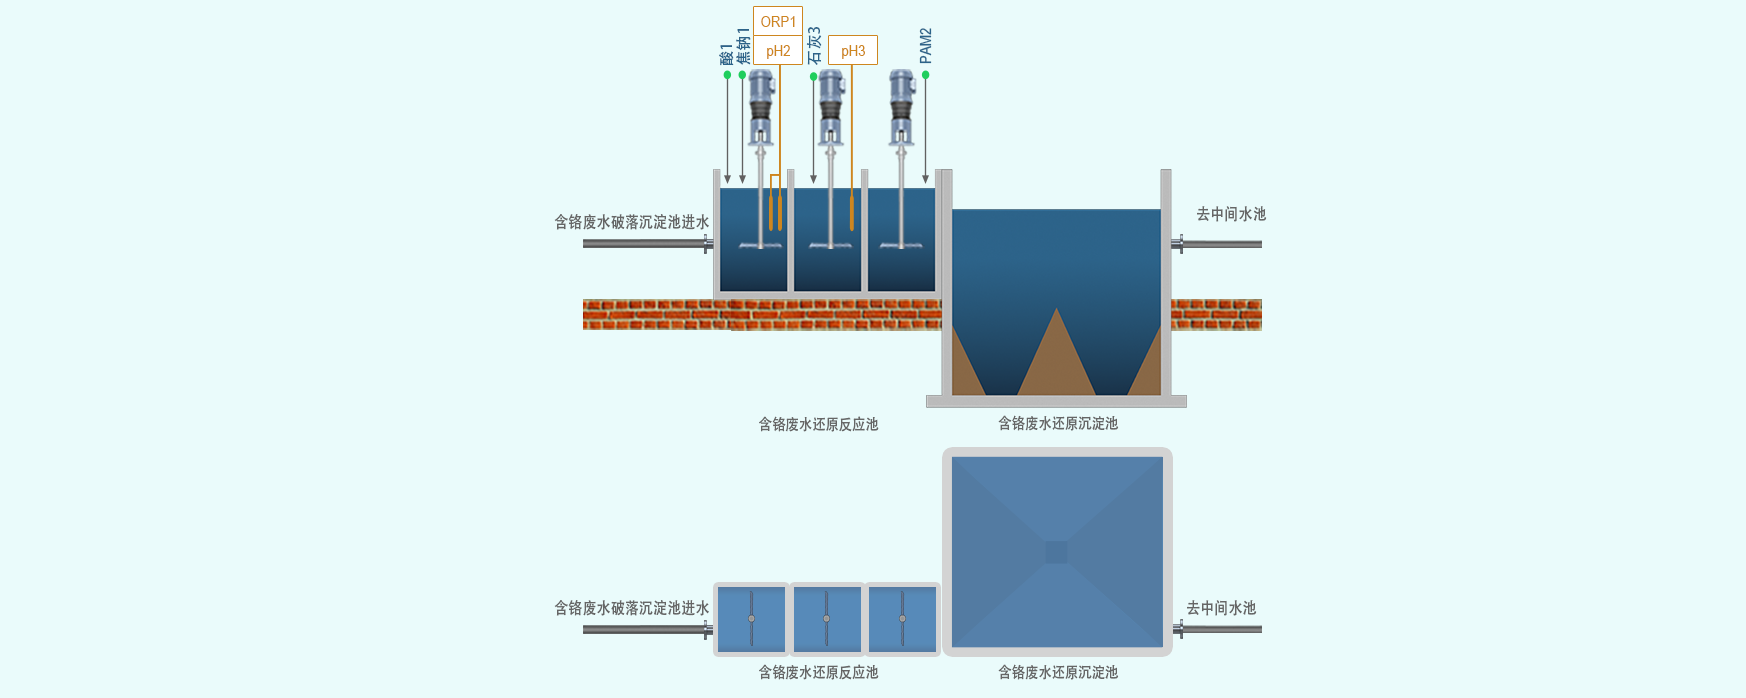 ORP1
酸1
焦钠1
pH2
石灰3
pH3
PAM2
含铬废水破落沉淀池进水
去中间水池
含铬废水还原反应池
含铬废水还原沉淀池
含铬废水破落沉淀池进水
去中间水池
含铬废水还原反应池
含铬废水还原沉淀池